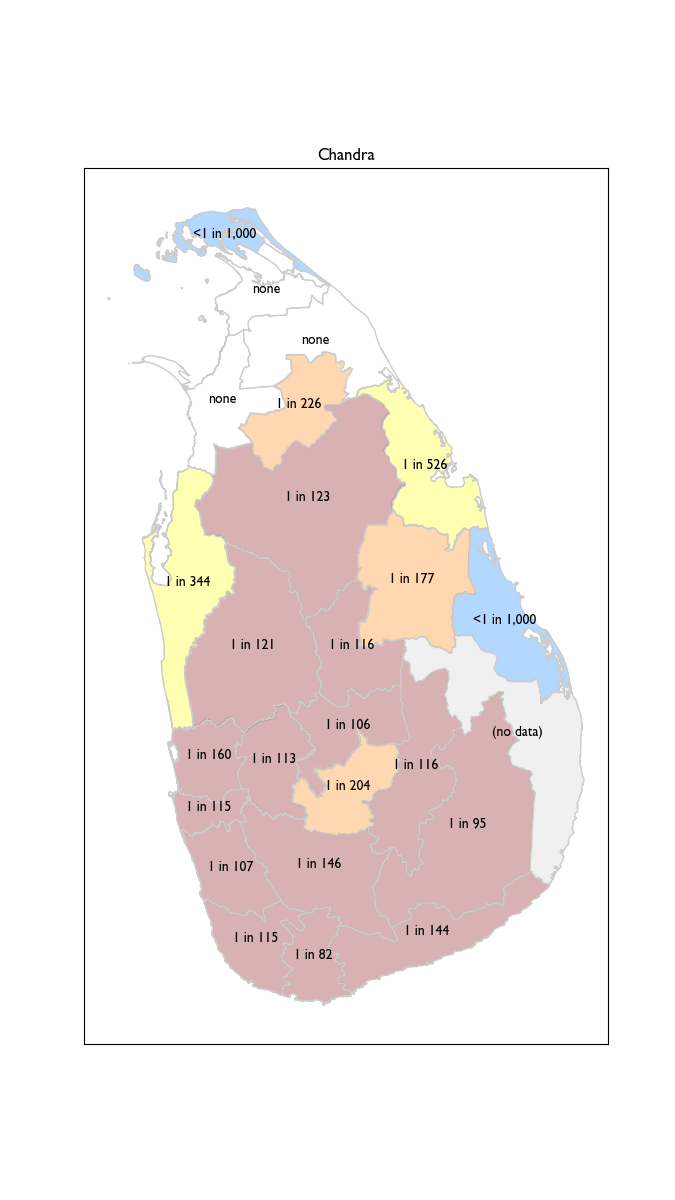 Chandra
<1 in 1,000
none
none
none
1 in 226
1 in 526
1 in 123
1 in 177
1 in 344
<1 in 1,000
1 in 121
1 in 116
1 in 106
(no data)
1 in 160
1 in 113
1 in 116
1 in 204
1 in 115
1 in 95
1 in 107
1 in 146
1 in 144
1 in 115
1 in 82